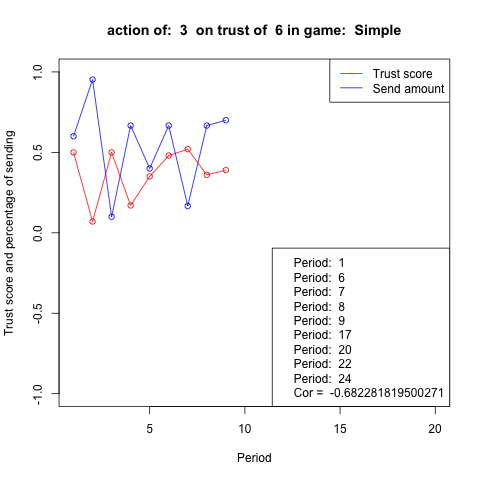 action of:  3  on trust of  6 in game:  Simple
Trust score and percentage of sending
1.0
0.5
0.0
-0.5
-1.0
Trust score
Send amount
Period:  1
Period:  6
Period:  7
Period:  8
Period:  9
Period:  17
Period:  20
Period:  22
Period:  24
Cor =  -0.682281819500271
5
10
15
20
Period